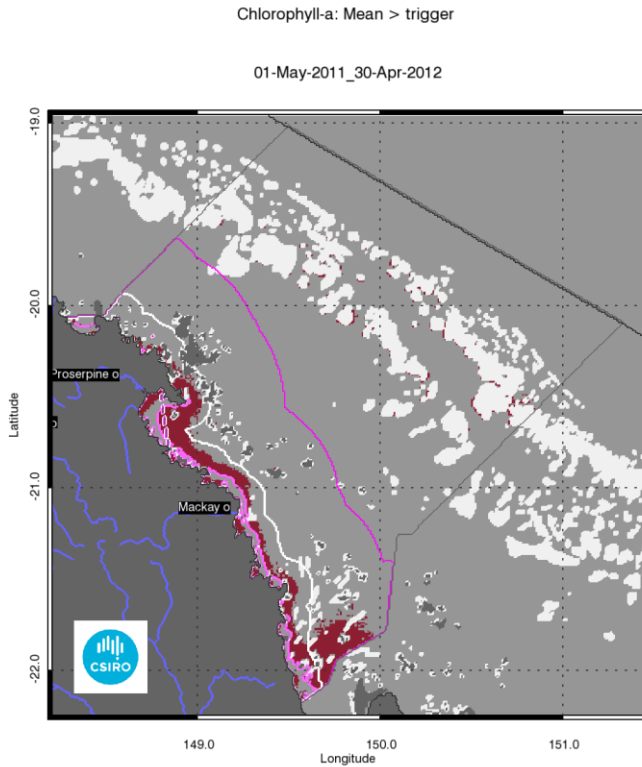 Chlorophyll-a: Mean > trigger
01-May-2011_30-Apr-2012
-19.0
-20.0
Proserpine o
o
Latitude
-21.0
Mackay o
CSIRO
-22.0
149.0 150.0 151.0
Longitude